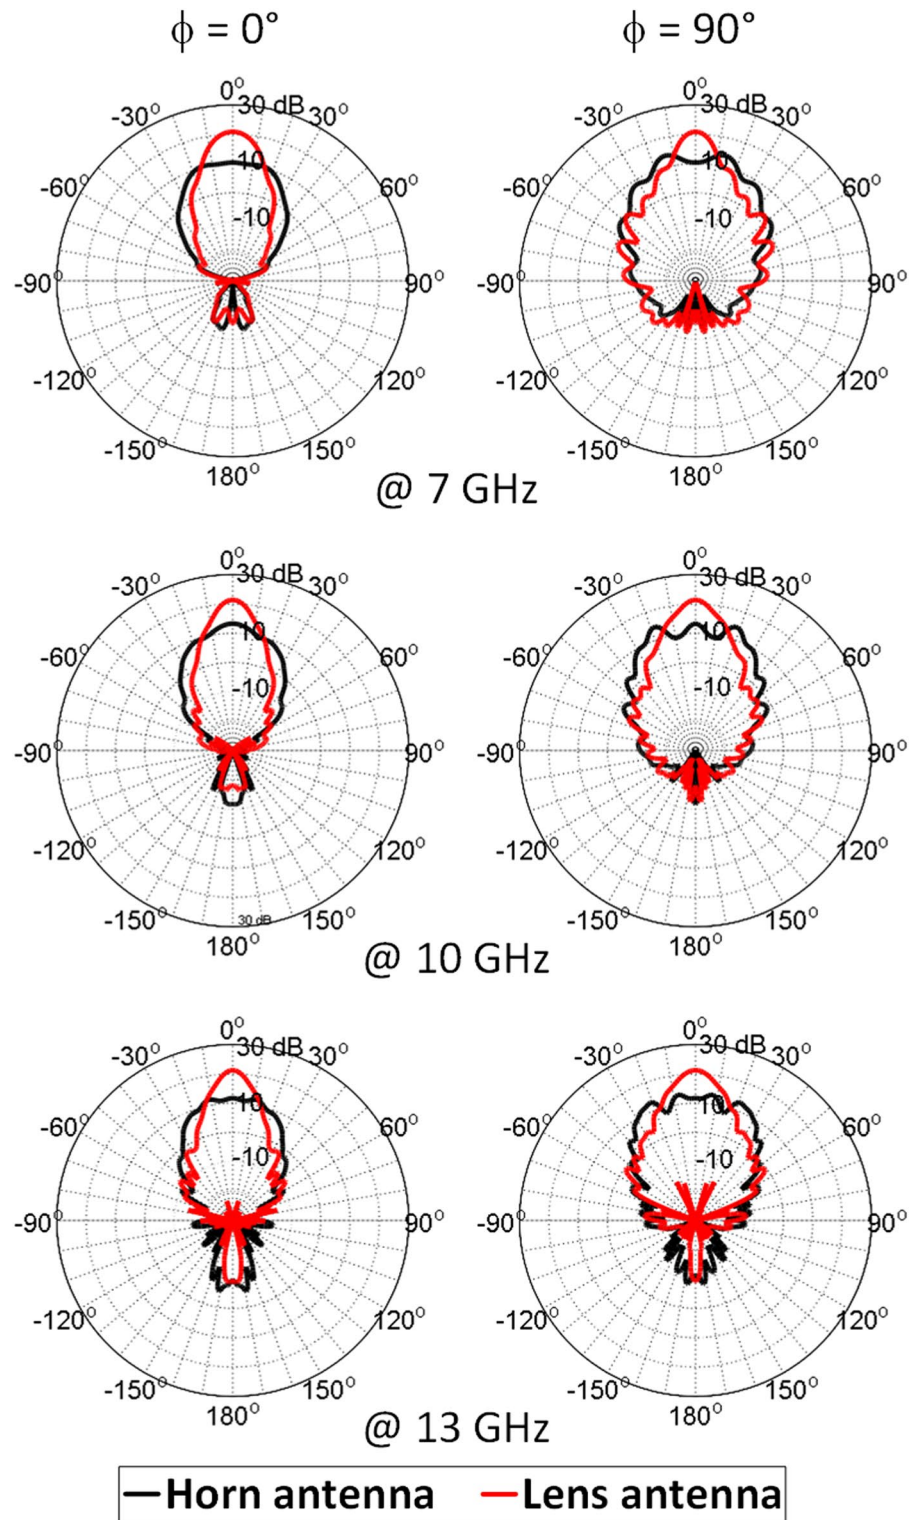 ϕ = 0° ϕ = 90°
0° 0°
-30° 30 dB 30° -30° 30 dB 30°
-60° 10 60° -60° 10 60°
-10 -10
-90° 90° -90° 90°
-120° 120° -120° 120°
-150° 150° -150° 150°
180° 180°
@ 7 GHz
0° 0°
-30° 30 dB 30° -30° 30 dB 30°
-60° 10 60° -60° 10 60°
-10 -10
-90° 90° -90° 90°
-120° 120° -120° 120°
-150° 30 dB 150° -150° 150°
180° 180°
@ 10 GHz
0° 0°
-30° 30 dB 30° -30° 30 dB 30°
-60° 10 60° -60° 10 60°
-10 -10
-90° 90° -90° 90°
-120° 120° -120° 120°
-150° 150° -150° 150°
180° 180°
@ 13 GHz
Horn antenna Lens antenna